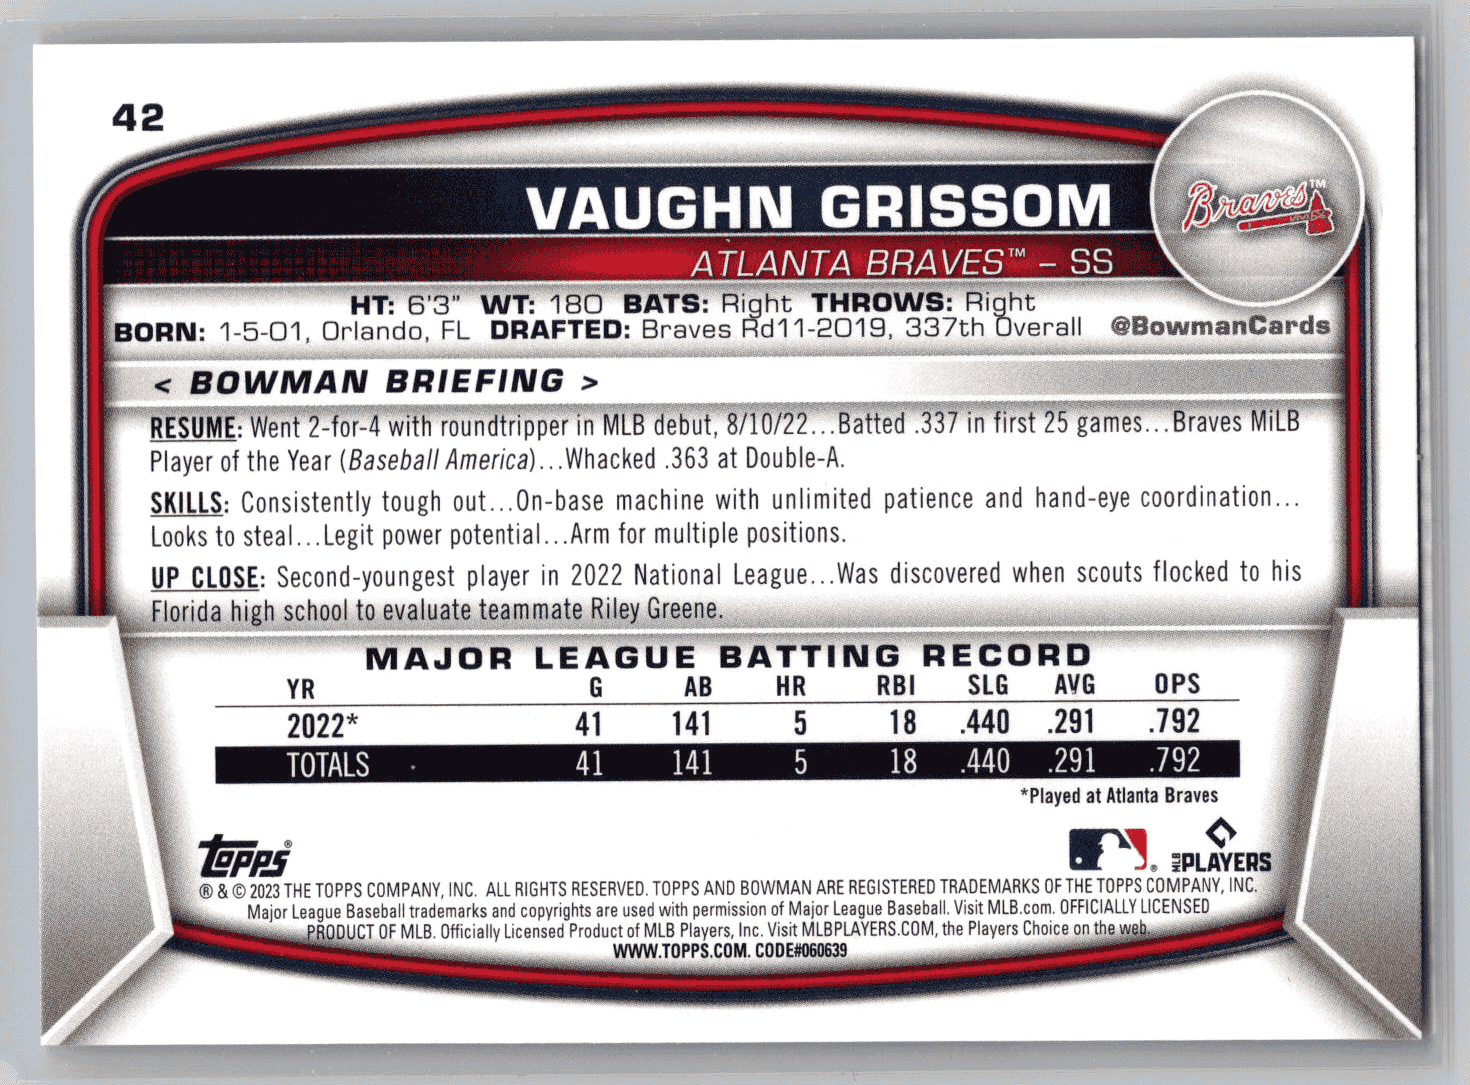 42
VAUGHN GRISSOM
Braves™
ATLANTA BRAVES™ – SS
HT: 6'3" WT: 180 BATS: Right THROWS: Right
BORN: 1-5-01, Orlando, FL DRAFTED: Braves Rd11-2019, 337th Overall @BowmanCards
< BOWMAN BRIEFING >
RESUME: Went 2-for-4 with roundtripper in MLB debut, 8/10/22...Batted .337 in first 25 games...Braves MiLB
Player of the Year (Baseball America)...Whacked .363 at Double-A.
SKILLS: Consistently tough out...On-base machine with unlimited patience and hand-eye coordination...
Looks to steal...Legit power potential...Arm for multiple positions.
UP CLOSE: Second-youngest player in 2022 National League...Was discovered when scouts flocked to his
Florida high school to evaluate teammate Riley Greene.
MAJOR LEAGUE BATTING RECORD
YR G AB HR RBI SLG AVG OPS
2022* 41 141 5 18 .440 .291 .792
TOTALS 41 141 5 18 .440 .291 .792
*Played at Atlanta Braves
Topps® ® MLB PLAYERS
® & © 2023 THE TOPPS COMPANY, INC. ALL RIGHTS RESERVED. TOPPS AND BOWMAN ARE REGISTERED TRADEMARKS OF THE TOPPS COMPANY, INC.
Major League Baseball trademarks and copyrights are used with permission of Major League Baseball. Visit MLB.com. OFFICIALLY LICENSED
PRODUCT OF MLB. Officially Licensed Product of MLB Players, Inc. Visit MLBPLAYERS.COM, the Players Choice on the web.
WWW.TOPPS.COM. CODE#060639